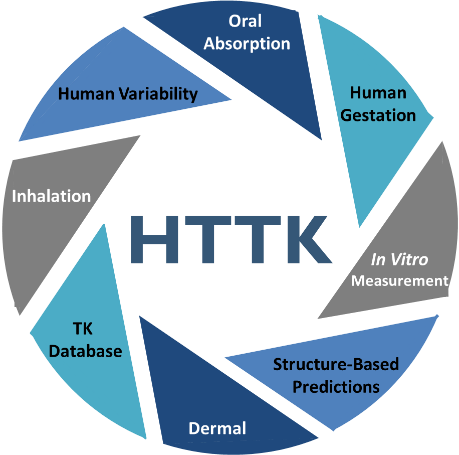 Oral
Absorption
Human
Gestation
In Vitro
Measurement
Structure-Based
Predictions
Dermal
TK
Database
Inhalation
Human Variability
HTTK